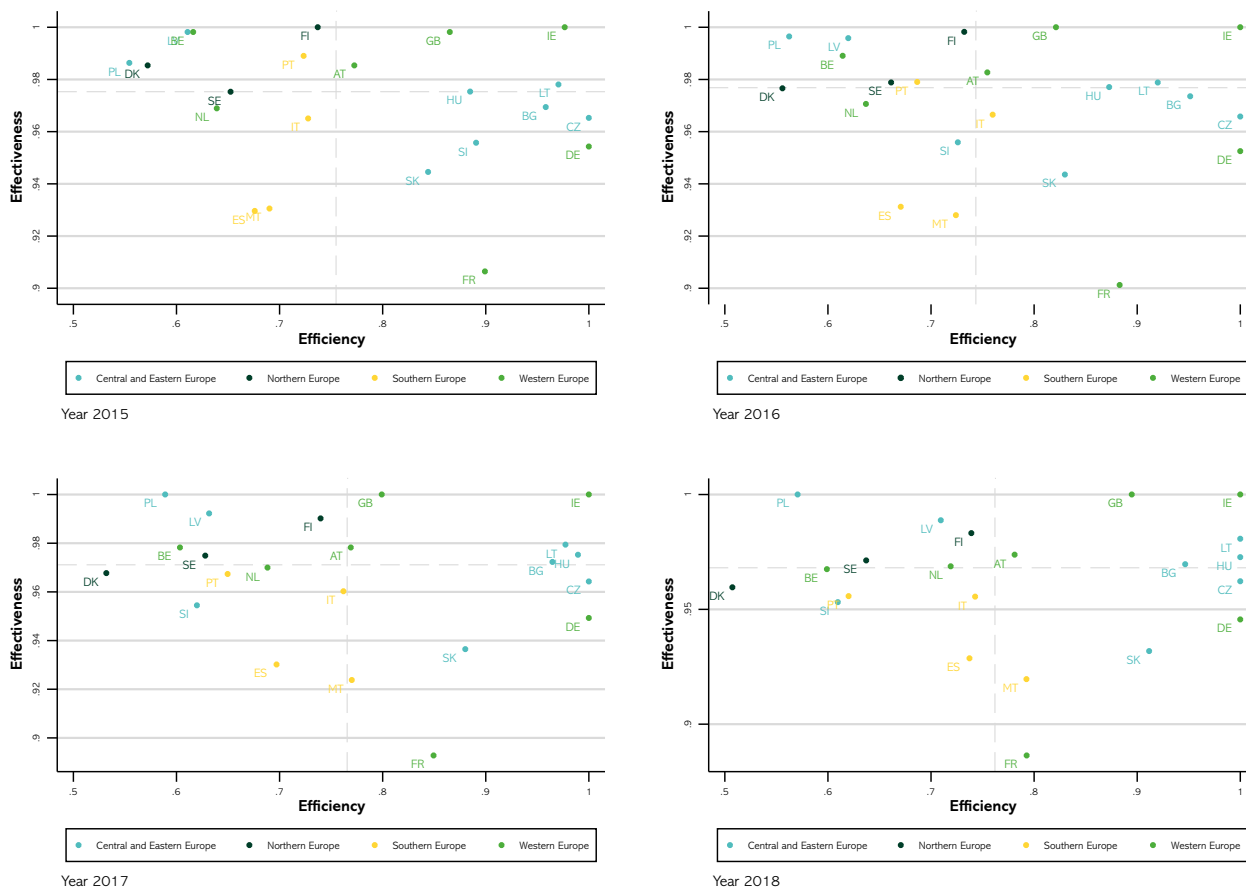 Effectiveness
1
.98
.96
.94
.92
.9
LV BE FI GB IE
PL DK PT AT
SE HU LT
NL IT BG CZ
SI DE
SK
ES MT
FR
.5 .6 .7 .8 .9 1
Efficiency
Central and Eastern Europe Northern Europe Southern Europe Western Europe
Year 2015
Effectiveness
1
.98
.96
.94
.92
.9
PL LV FI GB IE
BE AT
DK SE PT HU LT BG
NL IT CZ
SI DE
SK
ES MT
FR
.5 .6 .7 .8 .9 1
Efficiency
Central and Eastern Europe Northern Europe Southern Europe Western Europe
Year 2016
Effectiveness
1
.98
.96
.94
.92
.9
PL GB IE
LV FI
BE SE AT LT HU
DK PT NL BG
SI IT CZ
DE
SK
ES MT
FR
.5 .6 .7 .8 .9 1
Efficiency
Central and Eastern Europe Northern Europe Southern Europe Western Europe
Year 2017
Effectiveness
1
.95
.9
PL GB IE
LV FI LT
BE SE NL AT BG HU
DK CZ
SI PT IT DE
ES SK
MT
FR
.5 .6 .7 .8 .9 1
Efficiency
Central and Eastern Europe Northern Europe Southern Europe Western Europe
Year 2018